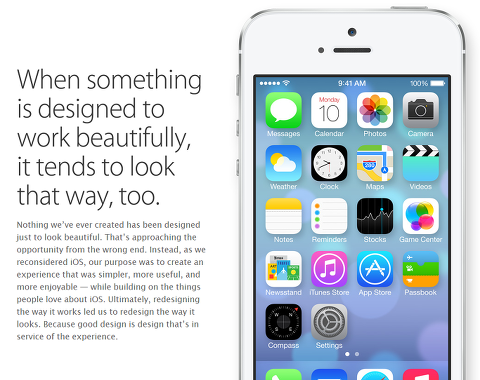 When something
is designed to
work beautifully,
it tends to look
that way, too.
Nothing we've ever created has been designed
just to look beautiful. That's approaching the
opportunity from the wrong end. Instead, as we
reconsidered iOS, our purpose was to create an
experience that was simpler, more useful, and
more enjoyable — while building on the things
people love about iOS. Ultimately, redesigning
the way it works led us to redesign the way it
looks. Because good design is design that's in
service of the experience.
9:41 AM 100%
Monday
10
Messages Calendar Photos Camera
280
Weather Clock Maps Videos
Notes Reminders Stocks Game Center
Newsstand iTunes Store App Store Passbook
Compass Settings